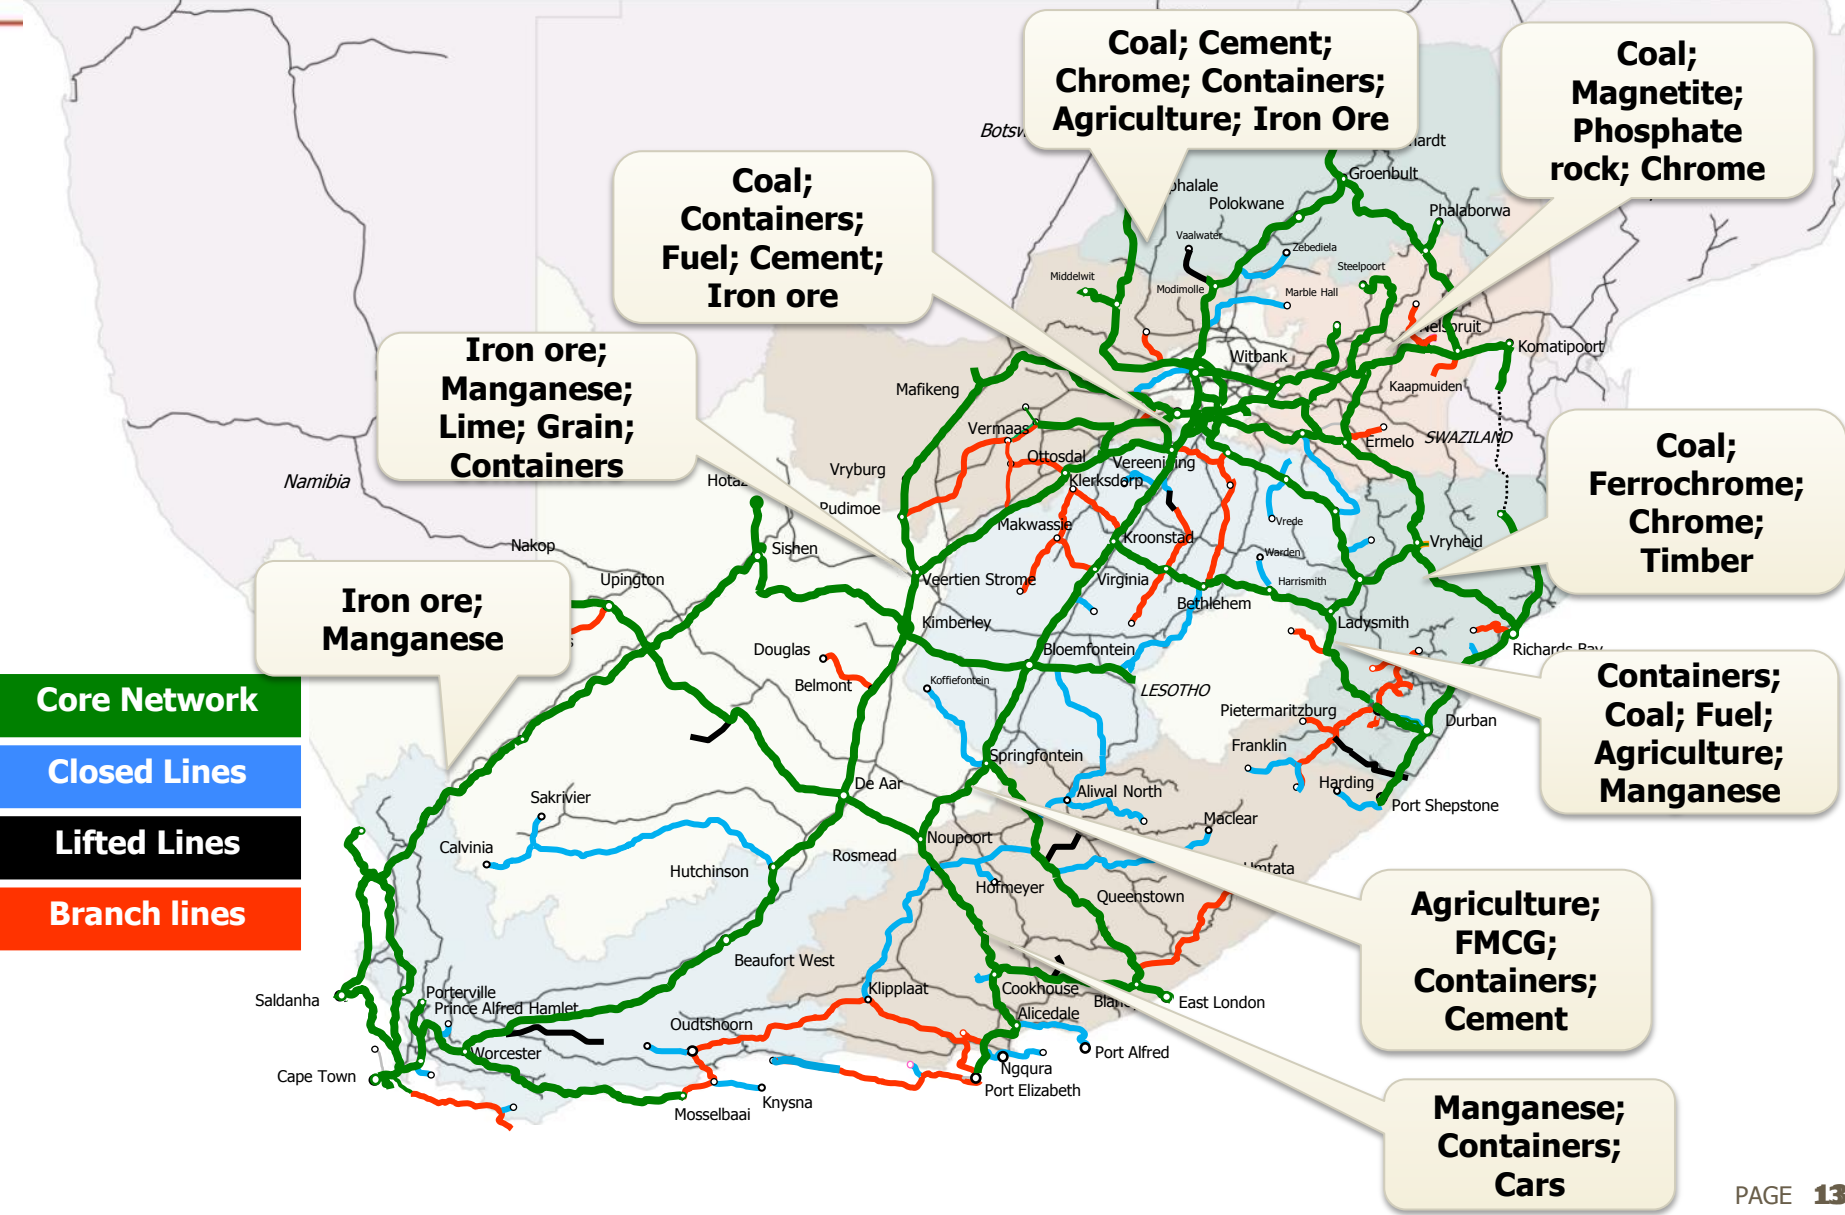 Coal; Cement;
Chrome; Containers;
Agriculture; Iron Ore
Coal;
Magnetite;
Phosphate
rock; Chrome
Coal;
Containers;
Fuel; Cement;
Iron ore
Iron ore;
Manganese;
Lime; Grain;
Containers
Iron ore;
Manganese
Coal;
Ferrochrome;
Chrome;
Timber
Containers;
Coal; Fuel;
Agriculture;
Manganese
Agriculture;
FMCG;
Containers;
Cement
Manganese;
Containers;
Cars
Core Network
Closed Lines
Lifted Lines
Branch lines
Groenbult
Polokwane
Phalaborwa
Vaalwater
Zebediela
Steelpoort
Middelwit
Modimolle
Marble Hall
Nelspruit
Komatipoort
Witbank
Kaapmuiden
Mafikeng
Vermaas
Ermelo
SWAZILAND
Ottosdal
Vereeniging
Vryburg
Klerksdorp
Namibia
Pudimoe
Makwassie
Vrede
Kroonstad
Vryheid
Nakop
Sishen
Warden
Upington
Veertien Strome
Virginia
Harrismith
Bethlehem
Kimberley
Ladysmith
Douglas
Bloemfontein
Richards Bay
Belmont
Koffiefontein
LESOTHO
Pietermaritzburg
Durban
Franklin
Springfontein
De Aar
Harding
Aliwal North
Port Shepstone
Sakrivier
Maclear
Calvinia
Noupoort
Rosmead
Hutchinson
Umtata
Hofmeyer
Queenstown
Beaufort West
Saldanha
Porterville
Klipplaat
Cookhouse
East London
Prince Alfred Hamlet
Alicedale
Oudtshoorn
Worcester
Port Alfred
Ngqura
Cape Town
Port Elizabeth
Knysna
Mosselbaai
PAGE 13